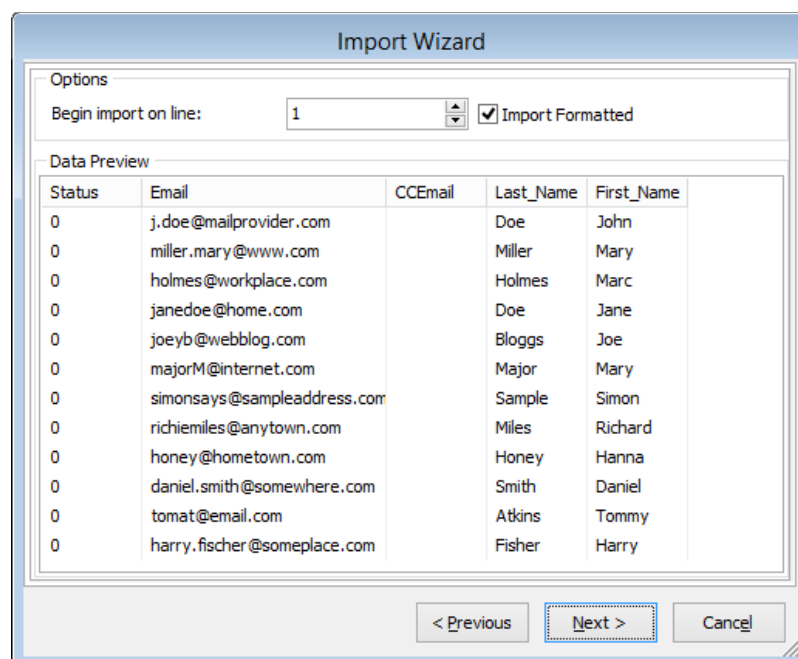 Import Wizard
Options
Begin import on line: 1 Import Formatted
Data Preview
Status Email CCEmail Last_Name First_Name
0 j.doe@mailprovider.com Doe John
0 miller.mary@www.com Miller Mary
0 holmes@workplace.com Holmes Marc
0 janedoe@home.com Doe Jane
0 joeyb@webblog.com Bloggs Joe
0 majorM@internet.com Major Mary
0 simonsays@sampleaddress.com Sample Simon
0 richiemiles@anytown.com Miles Richard
0 honey@hometown.com Honey Hanna
0 daniel.smith@somewhere.com Smith Daniel
0 tomat@email.com Atkins Tommy
0 harry.fischer@someplace.com Fisher Harry
< Previous Next > Cancel